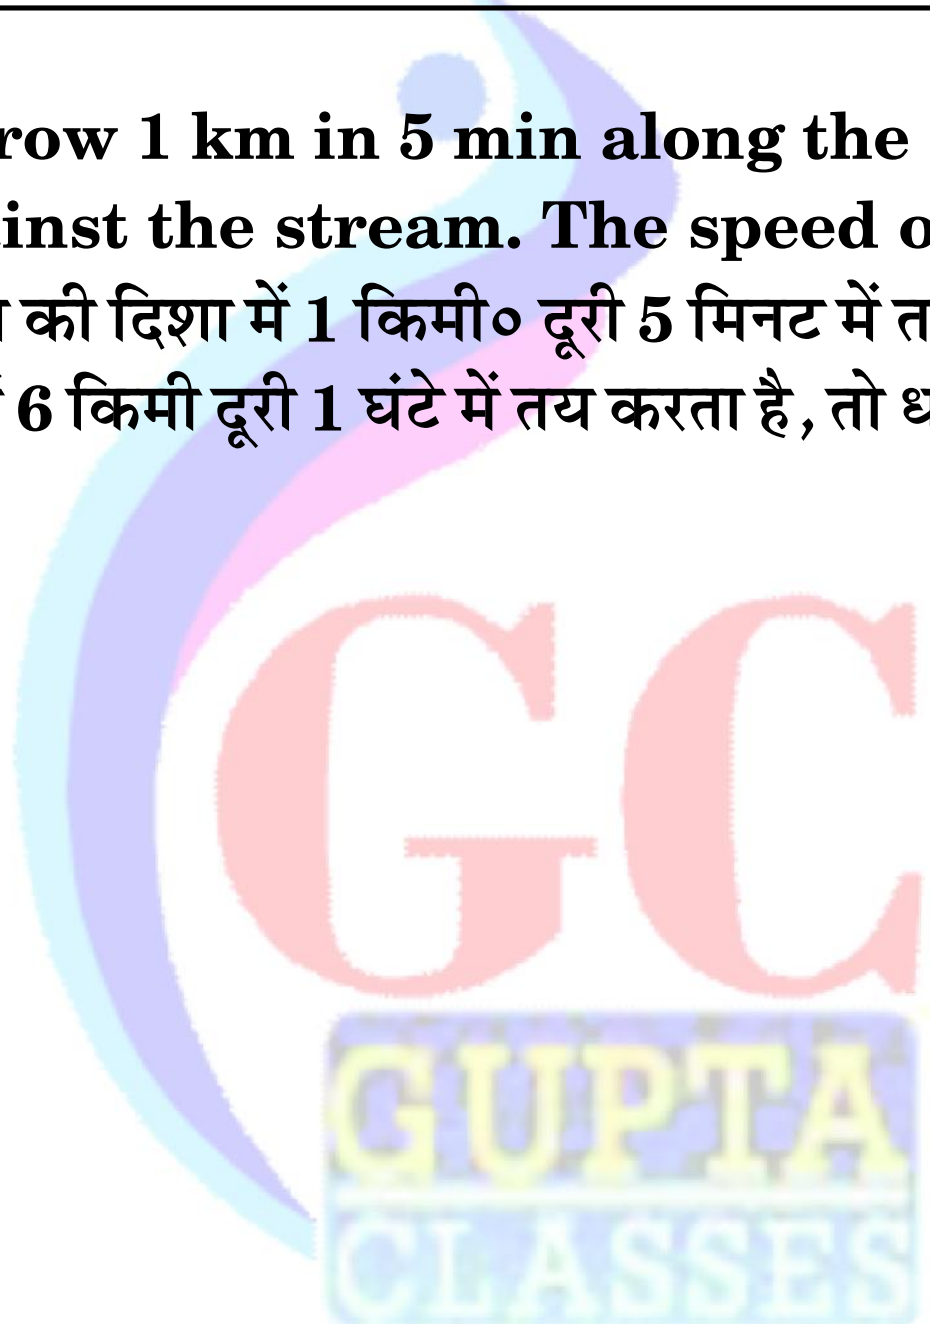 row 1 km in 5 min along the
inst the stream. The speed o
की दिशा में 1 किमी० दूरी 5 मिनट में त
6 किमी दूरी 1 घंटे में तय करता है, तो ध
GC
GUPTA
CLASSES